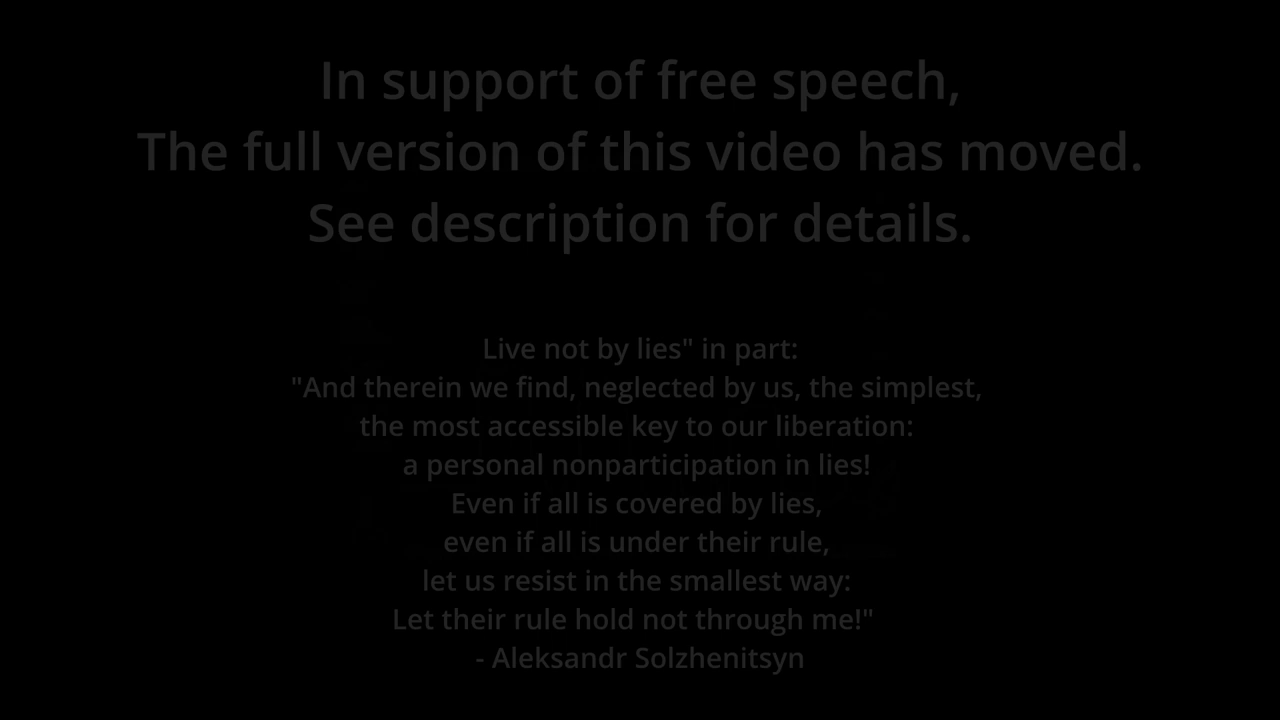 In support of free speech,
The full version of this video has moved.
See description for details.
Live not by lies" in part:
"And therein we find, neglected by us, the simplest,
the most accessible key to our liberation:
a personal nonparticipation in lies!
Even if all is covered by lies,
even if all is under their rule,
let us resist in the smallest way:
Let their rule hold not through me!"
- Aleksandr Solzhenitsyn